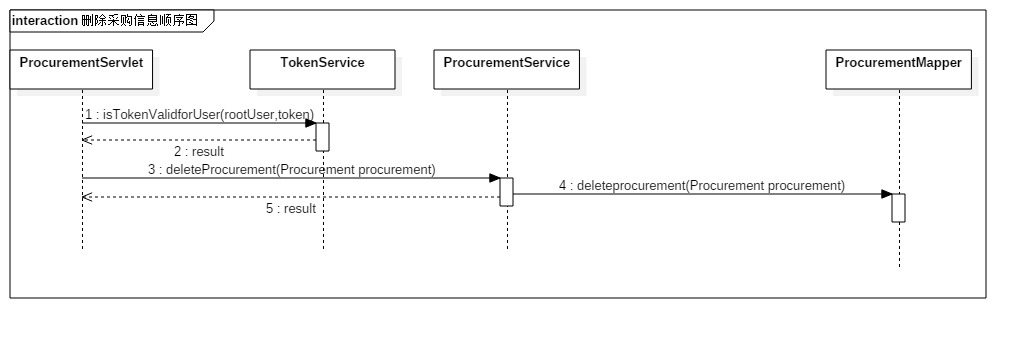 interaction 删除采购信息顺序图
ProcurementServlet
TokenService
ProcurementService
ProcurementMapper
1 : isTokenValidforUser(rootUser,token)
2 : result
3 : deleteProcurement(Procurement procurement)
4 : deleteprocurement(Procurement procurement)
5 : result